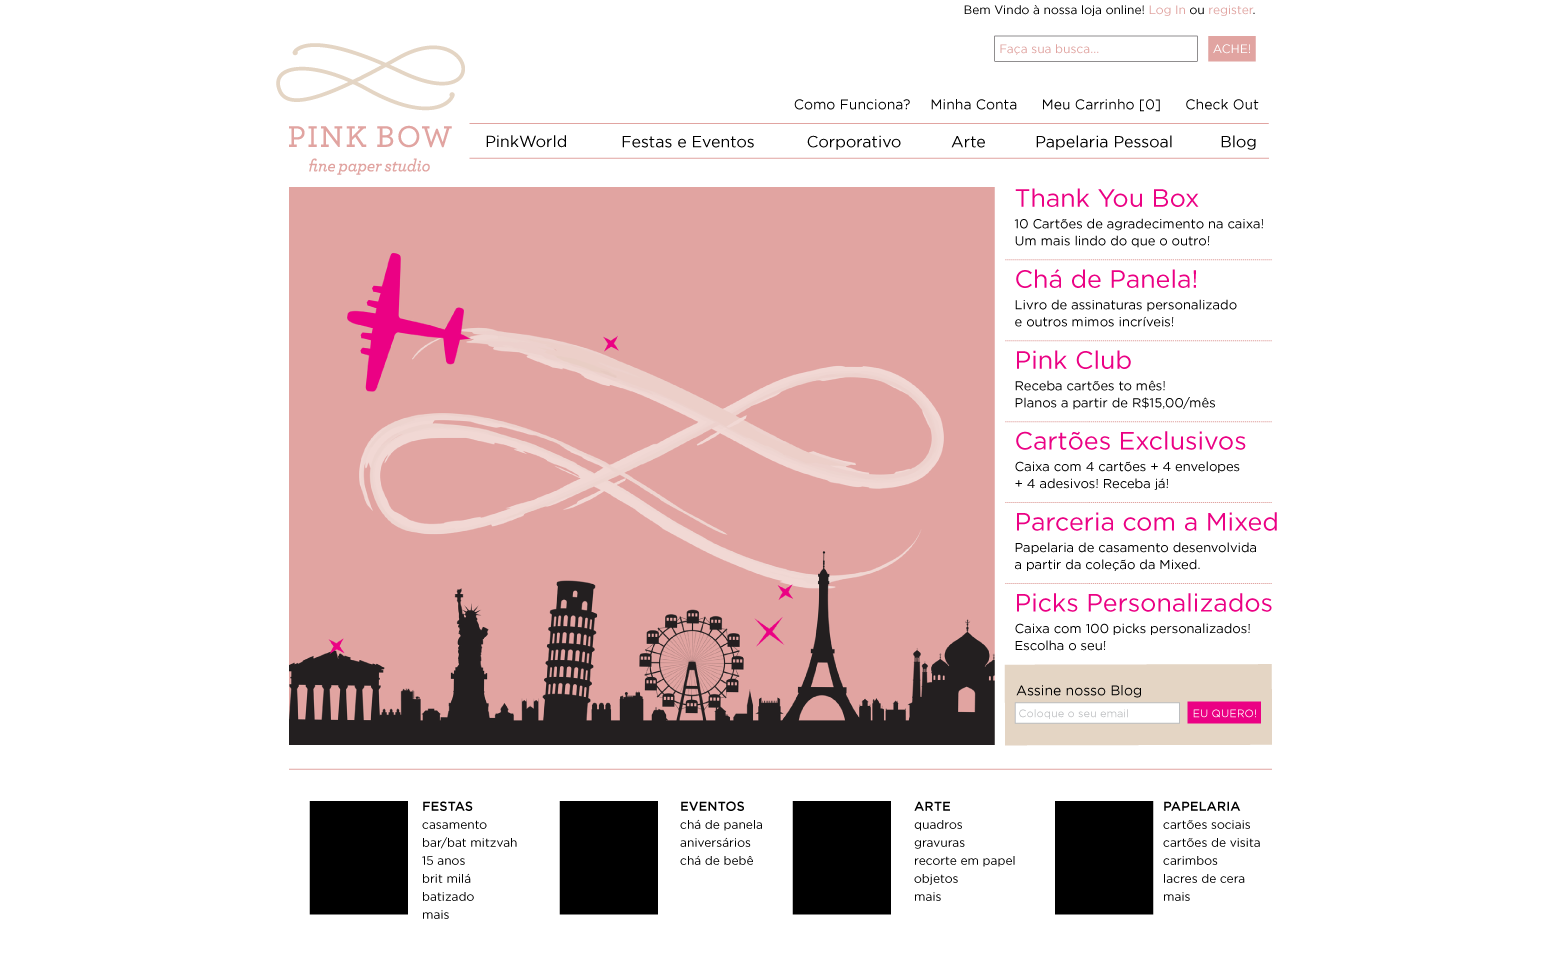 Bem Vindo à nossa loja online! Log In ou register.
Faça sua busca...
ACHE!
PINK BOW
fine paper studio
Como Funciona?
Minha Conta
Meu Carrinho [0]
Check Out
PinkWorld
Festas e Eventos
Corporativo
Arte
Papelaria Pessoal
Blog
Thank You Box
10 Cartões de agradecimento na caixa!
Um mais lindo do que o outro!
Chá de Panela!
Livro de assinaturas personalizado
e outros mimos incríveis!
Pink Club
Receba cartões to mês!
Planos a partir de R$15,00/mês
Cartões Exclusivos
Caixa com 4 cartões + 4 envelopes
+ 4 adesivos! Receba já!
Parceria com a Mixed
Papelaria de casamento desenvolvida
a partir da coleção da Mixed.
Picks Personalizados
Caixa com 100 picks personalizados!
Escolha o seu!
Assine nosso Blog
Coloque o seu email
EU QUERO!
FESTAS
casamento
bar/bat mitzvah
15 anos
brit milá
batizado
mais
EVENTOS
chá de panela
aniversários
chá de bebê
ARTE
quadros
gravuras
recorte em papel
objetos
mais
PAPELARIA
cartões sociais
cartões de visita
carimbos
lacres de cera
mais